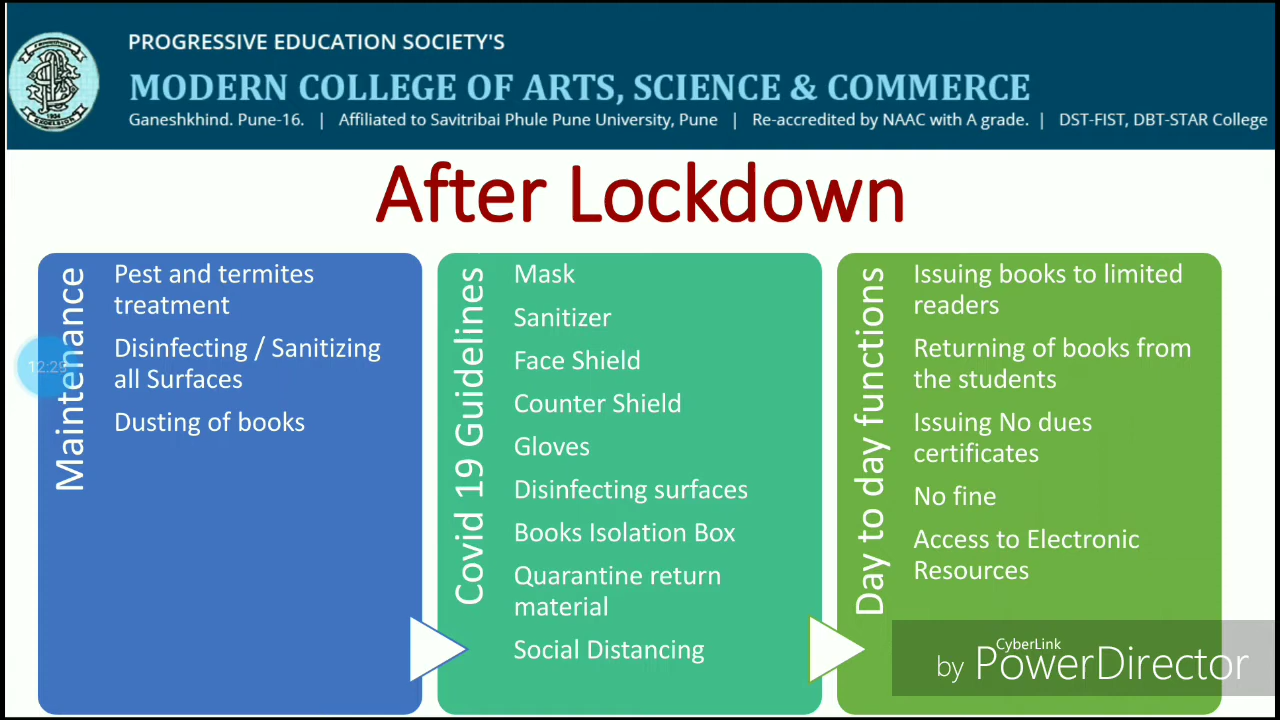 PROGRESSIVE EDUCATION SOCIETY'S
MODERN COLLEGE OF ARTS, SCIENCE & COMMERCE
Ganeshkhind. Pune-16. | Affiliated to Savitribai Phule Pune University, Pune | Re-accredited by NAAC with A grade. | DST-FIST, DBT-STAR College
After Lockdown
Maintenance
Pest and termites
treatment
Disinfecting / Sanitizing
all Surfaces
Dusting of books
12:29
Covid 19 Guidelines
Mask
Sanitizer
Face Shield
Counter Shield
Gloves
Disinfecting surfaces
Books Isolation Box
Quarantine return
material
Social Distancing
Day to day functions
Issuing books to limited
readers
Returning of books from
the students
Issuing No dues
certificates
No fine
Access to Electronic
Resources
CyberLink
by PowerDirector